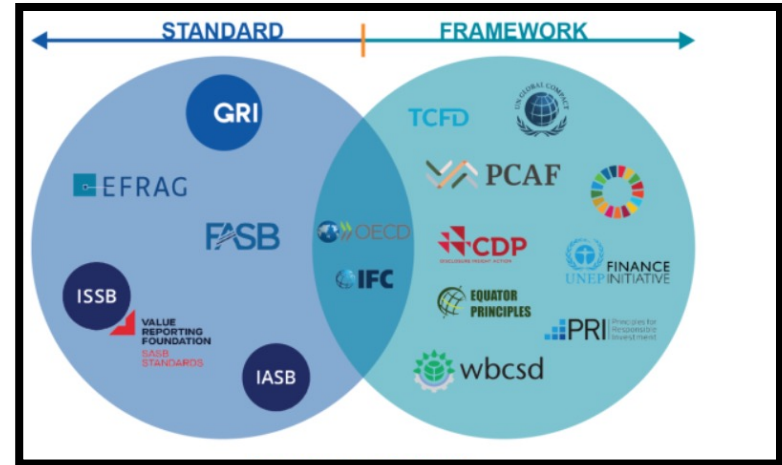 STANDARD
FRAMEWORK
GRI
EFRAG
FASB
ISSB
VALUE
REPORTING
FOUNDATION
SASB
STANDARDS
IASB
OECD
IFC
TCFD
UN GLOBAL COMPACT
PCAF
CDP
DISCLOSURE INSIGHT ACTION
UNEP
FINANCE
INITIATIVE
EQUATOR
PRINCIPLES
PRI
Principles for
Responsible
Investment
wbcsd